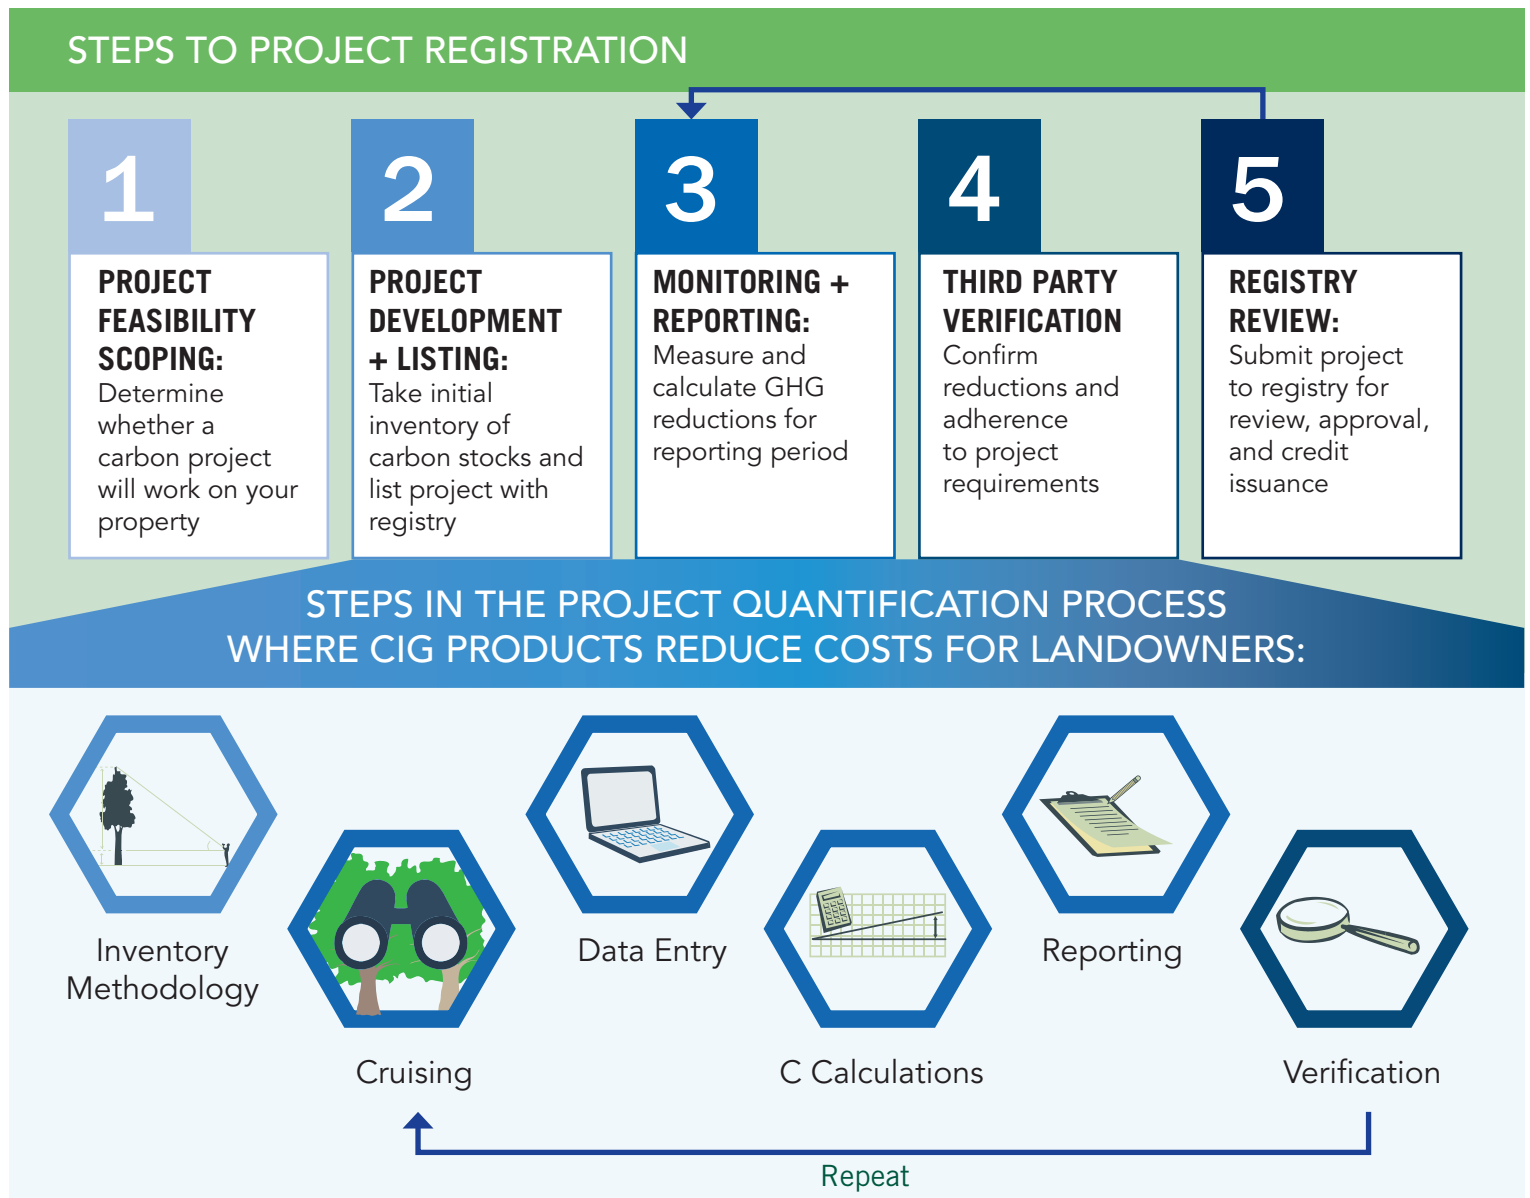 STEPS TO PROJECT REGISTRATION
1
PROJECT
FEASIBILITY
SCOPING:
Determine
whether a
carbon project
will work on your
property
2
PROJECT
DEVELOPMENT
+ LISTING:
Take initial
inventory of
carbon stocks and
list project with
registry
3
MONITORING +
REPORTING:
Measure and
calculate GHG
reductions for
reporting period
4
THIRD PARTY
VERIFICATION
Confirm
reductions and
adherence
to project
requirements
5
REGISTRY
REVIEW:
Submit project
to registry for
review, approval,
and credit
issuance
STEPS IN THE PROJECT QUANTIFICATION PROCESS
WHERE CIG PRODUCTS REDUCE COSTS FOR LANDOWNERS:
Inventory
Methodology
Cruising
Data Entry
C Calculations
Reporting
Verification
Repeat